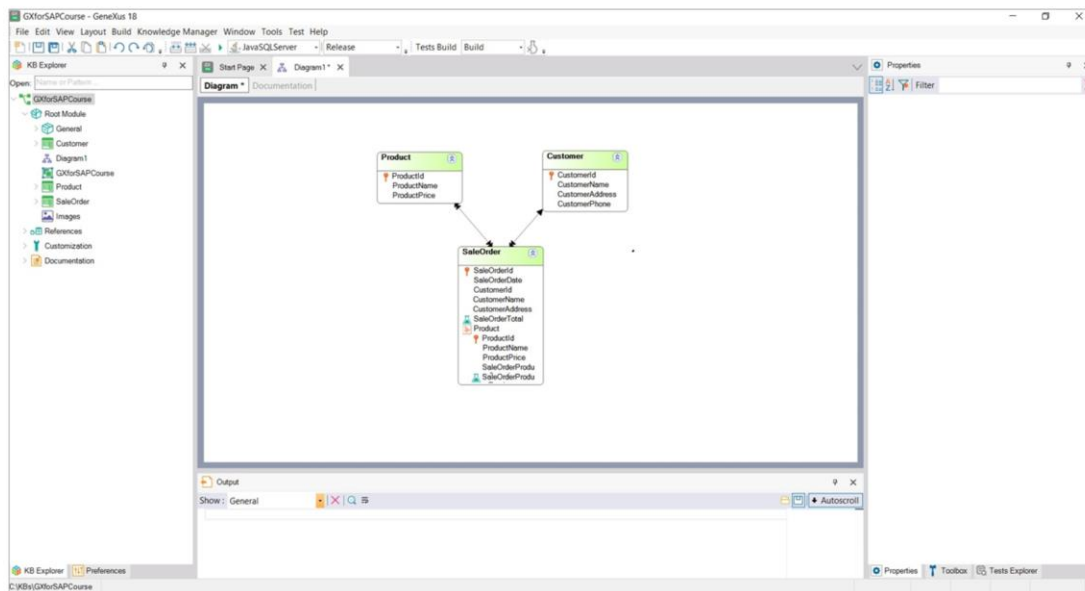 GXforSAPCourse - GeneXus 18
File Edit View Layout Build Knowledge Manager Window Tools Test Help
JavaSQLServer Release Tests Build Build
KB Explorer
Open: Name or Pattern...
GXforSAPCourse
Root Module
General
Customer
Diagram1
GXforSAPCourse
Product
SaleOrder
Images
References
Customization
Documentation
KB Explorer Preferences
Start Page Diagram1*
Diagram * Documentation
Product
ProductId
ProductName
ProductPrice
Customer
CustomerId
CustomerName
CustomerAddress
CustomerPhone
SaleOrder
SaleOrderId
SaleOrderDate
CustomerId
CustomerName
CustomerAddress
SaleOrderTotal
Product
ProductId
ProductName
ProductPrice
SaleOrderProdu
SaleOrderProdu
Output
Show: General Autoscroll
Properties
Filter
Properties Toolbox Tests Explorer
C:\KBs\GXforSAPCourse